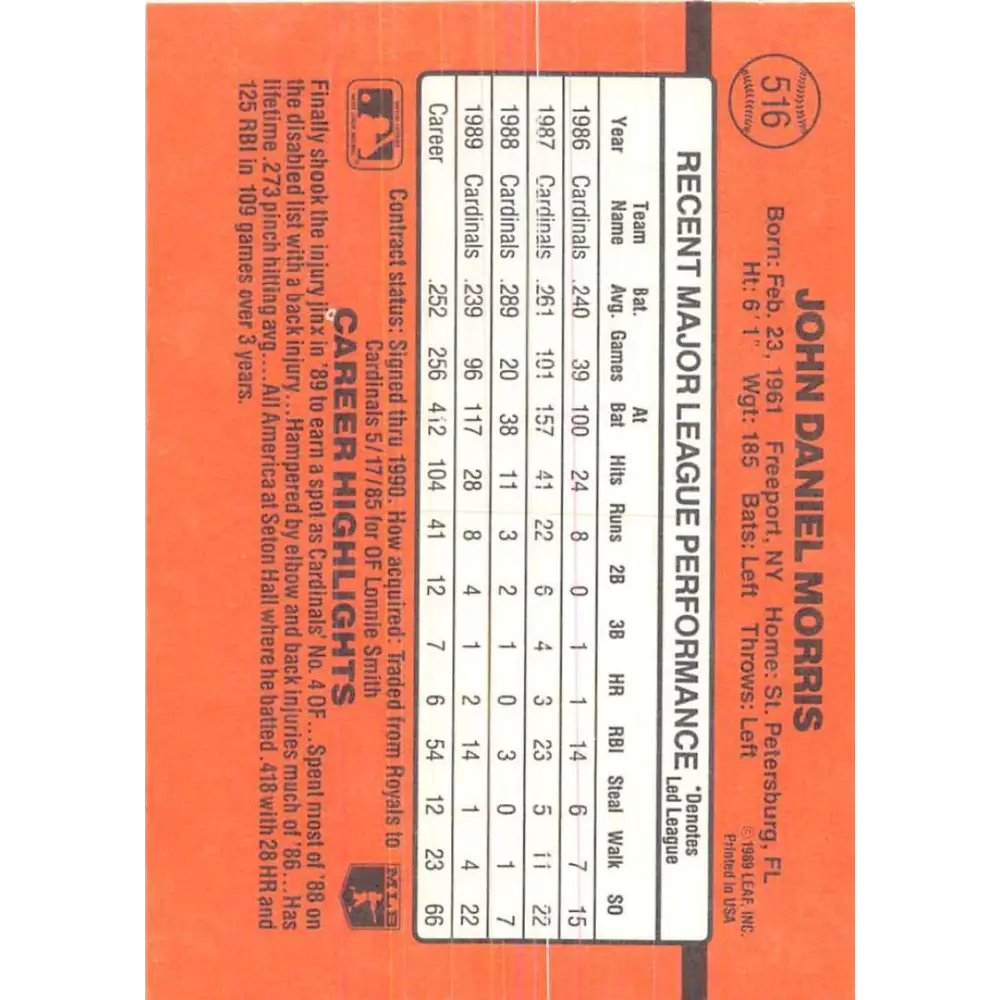 516
JOHN DANIEL MORRIS
Born: Feb. 23, 1961 Freeport, NY Home: St. Petersburg, FL
Ht: 6' 1" Wgt: 185 Bats: Left Throws: Left
©1989 LEAF, INC.
Printed in USA
RECENT MAJOR LEAGUE PERFORMANCE *Denotes
Led League
Year Team Name Bat. Avg. Games At Bat Hits Runs 2B 3B HR RBI Steal Walk SO
1986 Cardinals .240 39 100 24 8 0 1 1 14 6 7 15
1987 Cardinals .261 101 157 41 22 6 4 3 23 5 11 22
1988 Cardinals .289 20 38 11 3 2 1 0 3 0 1 7
1989 Cardinals .239 96 117 28 8 4 1 2 14 1 4 22
Career .252 256 412 104 41 12 7 6 54 12 23 66
Contract status: Signed thru 1990. How acquired: Traded from Royals to
Cardinals 5/17/85 for OF Lonnie Smith
MLB
CAREER HIGHLIGHTS
Finally shook the injury jinx in '89 to earn a spot as Cardinals' No. 4 OF...Spent most of '88 on
the disabled list with a back injury...Hampered by elbow and back injuries much of '86...Has
lifetime .273 pinch hitting avg....All America at Seton Hall where he batted .418 with 28 HR and
125 RBI in 109 games over 3 years.